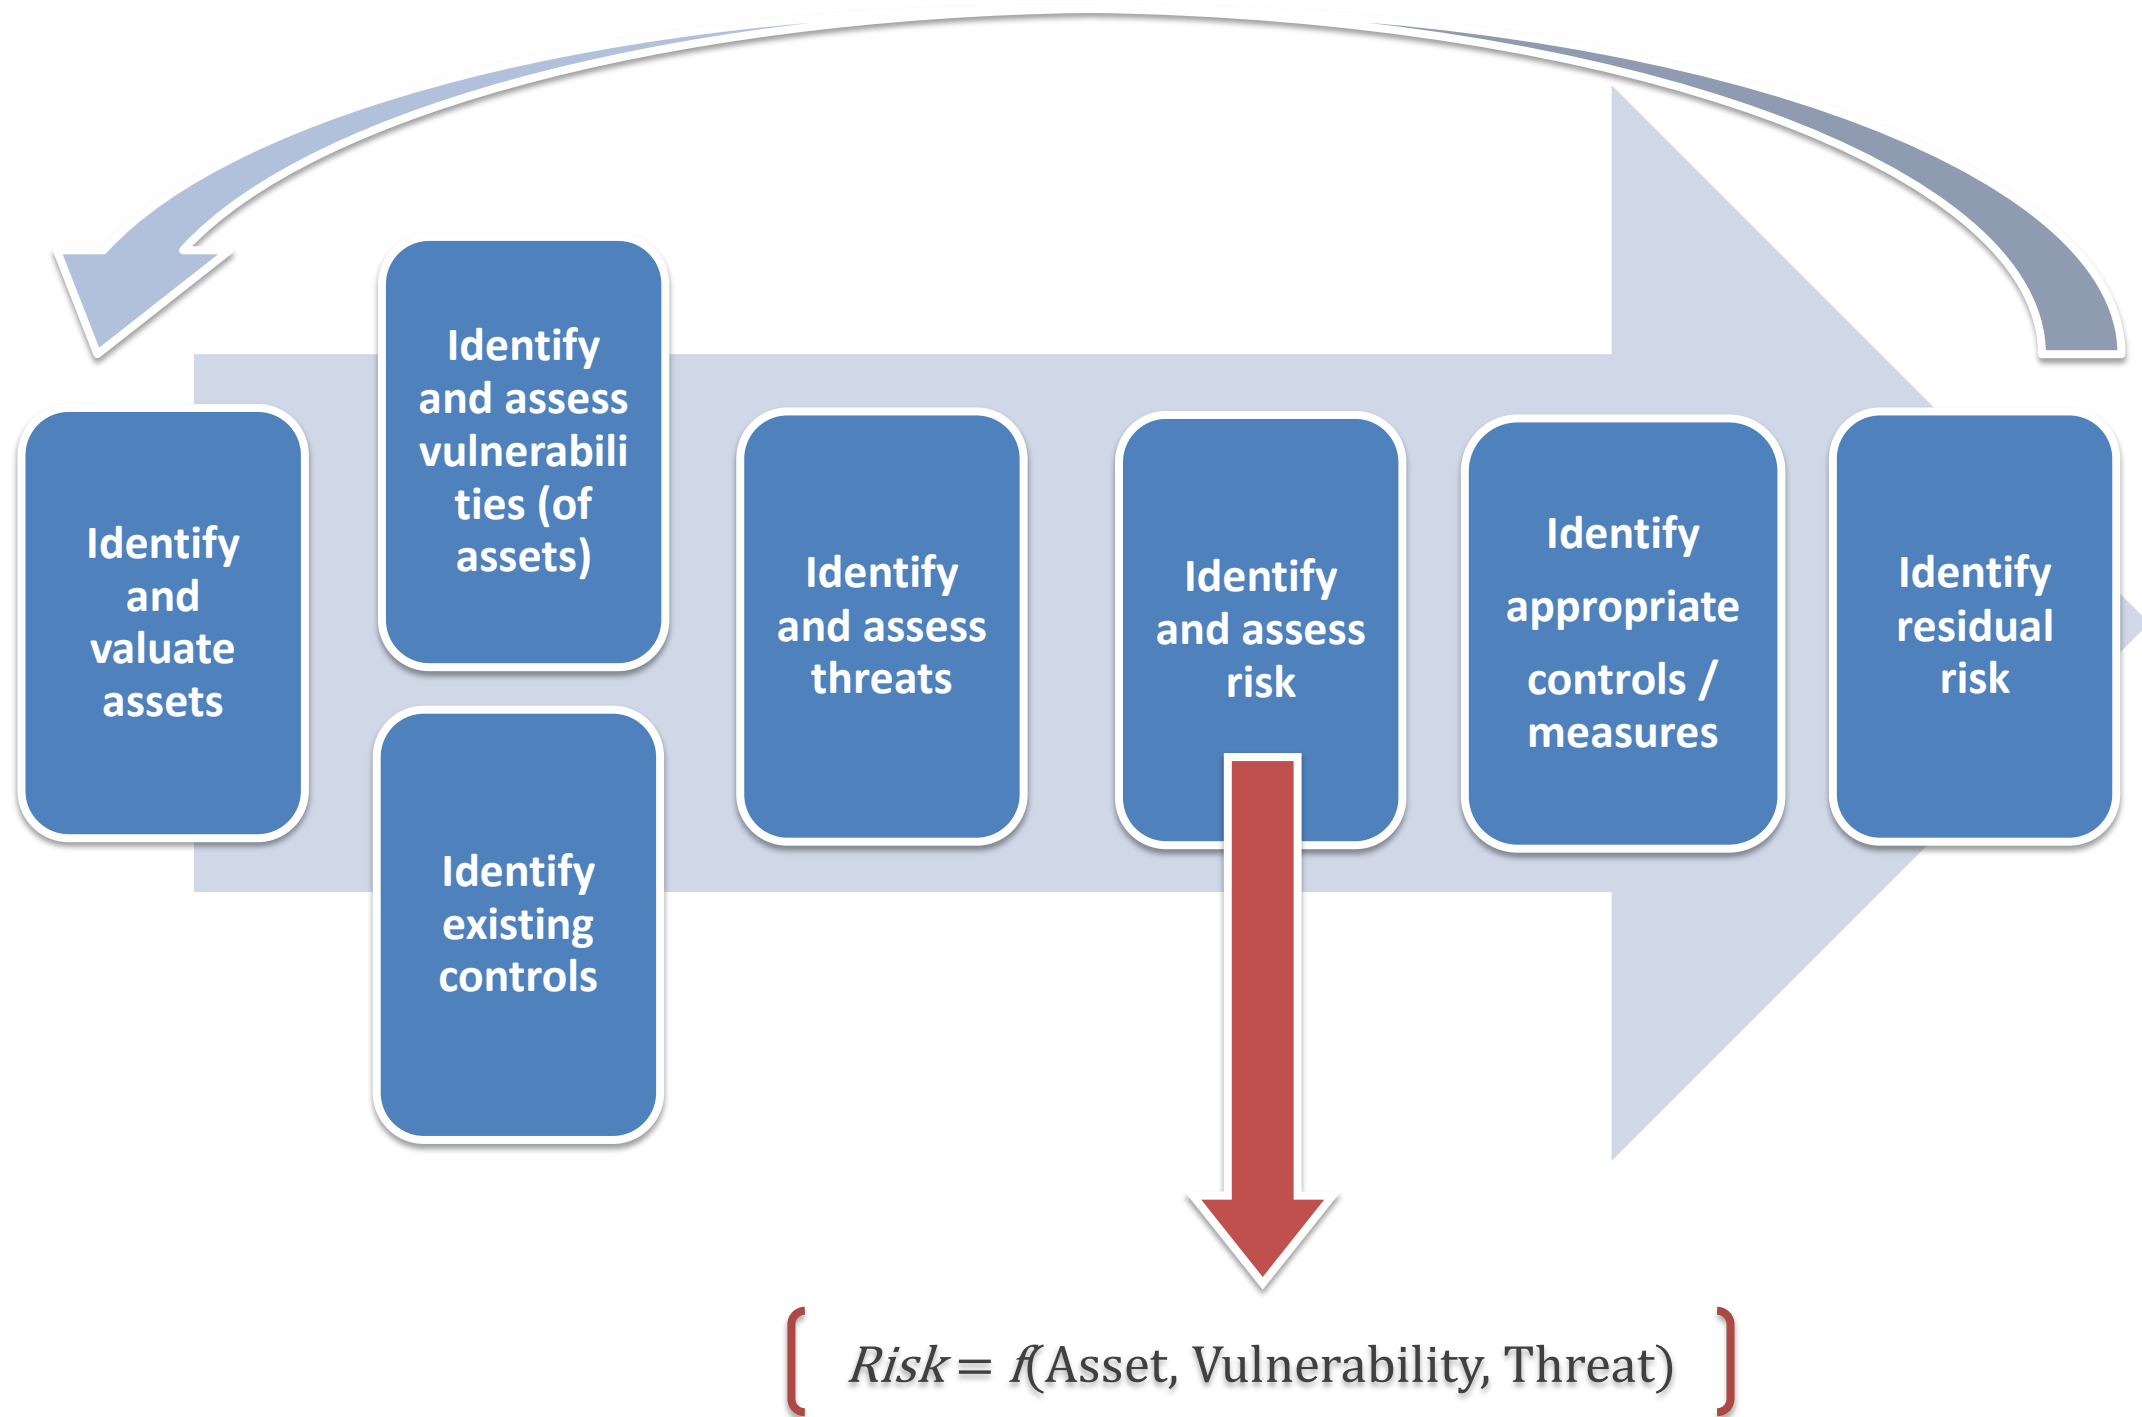 Identify
and
valuate
assets
Identify
and assess
vulnerabili
ties (of
assets)
Identify
existing
controls
Identify
and assess
threats
Identify
and assess
risk
Identify
appropriate
controls /
measures
Identify
residual
risk
Risk = f(Asset, Vulnerability, Threat)